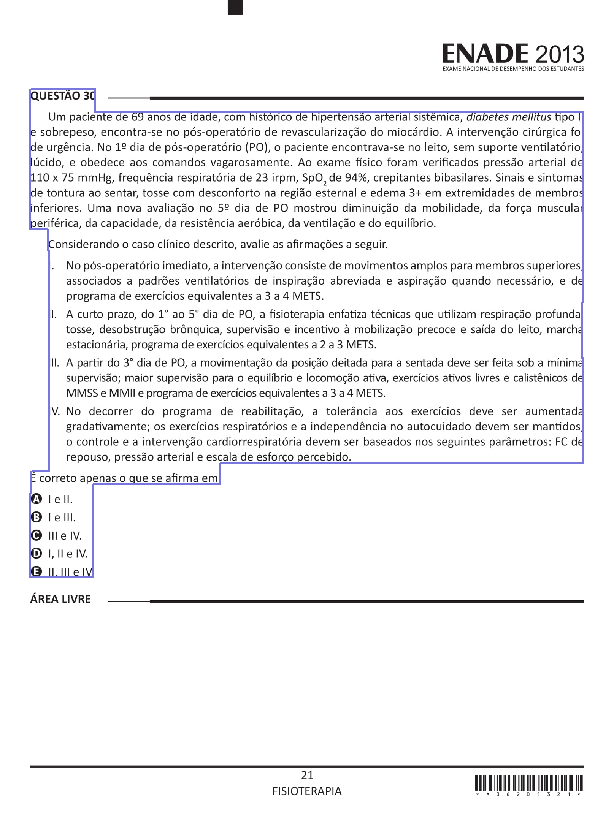 ENADE 2013
EXAME NACIONAL DE DESEMPENHO DOS ESTUDANTES
QUESTÃO 30
Um paciente de 69 anos de idade, com histórico de hipertensão arterial sistêmica, diabetes mellitus tipo I
e sobrepeso, encontra-se no pós-operatório de revascularização do miocárdio. A intervenção cirúrgica fo
de urgência. No 1º dia de pós-operatório (PO), o paciente encontrava-se no leito, sem suporte ventilatório,
lúcido, e obedece aos comandos vagarosamente. Ao exame físico foram verificados pressão arterial de
110 x 75 mmHg, frequência respiratória de 23 irpm, SpO2 de 94%, crepitantes bibasilares. Sinais e sintomas
de tontura ao sentar, tosse com desconforto na região esternal e edema 3+ em extremidades de membros
inferiores. Uma nova avaliação no 5º dia de PO mostrou diminuição da mobilidade, da força muscular
periférica, da capacidade, da resistência aeróbica, da ventilação e do equilíbrio.
Considerando o caso clínico descrito, avalie as afirmações a seguir.
I. No pós-operatório imediato, a intervenção consiste de movimentos amplos para membros superiores,
associados a padrões ventilatórios de inspiração abreviada e aspiração quando necessário, e de
programa de exercícios equivalentes a 3 a 4 METS.
II. A curto prazo, do 1° ao 5° dia de PO, a fisioterapia enfatiza técnicas que utilizam respiração profunda,
tosse, desobstrução brônquica, supervisão e incentivo à mobilização precoce e saída do leito, marcha
estacionária, programa de exercícios equivalentes a 2 a 3 METS.
III. A partir do 3° dia de PO, a movimentação da posição deitada para a sentada deve ser feita sob a mínima
supervisão; maior supervisão para o equilíbrio e locomoção ativa, exercícios ativos livres e calistênicos de
MMSS e MMII e programa de exercícios equivalentes a 3 a 4 METS.
IV. No decorrer do programa de reabilitação, a tolerância aos exercícios deve ser aumentada
gradativamente; os exercícios respiratórios e a independência no autocuidado devem ser mantidos,
o controle e a intervenção cardiorrespiratória devem ser baseados nos seguintes parâmetros: FC de
repouso, pressão arterial e escala de esforço percebido.
É correto apenas o que se afirma em
A I e II.
B I e III.
C III e IV.
D I, II e IV.
E II, III e IV
ÁREA LIVRE
21
FISIOTERAPIA